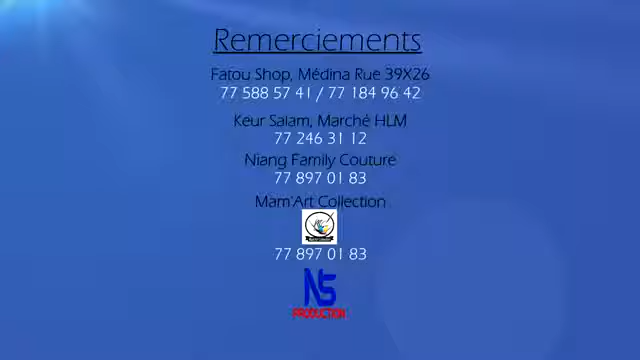 Remerciements
Fatou Shop, Médina Rue 39X26
77 588 57 41 / 77 184 96 42
Keur Salam, Marché HLM
77 246 31 12
Niang Family Couture
77 897 01 83
Mam'Art Collection
77 897 01 83
NS
PRODUCTION